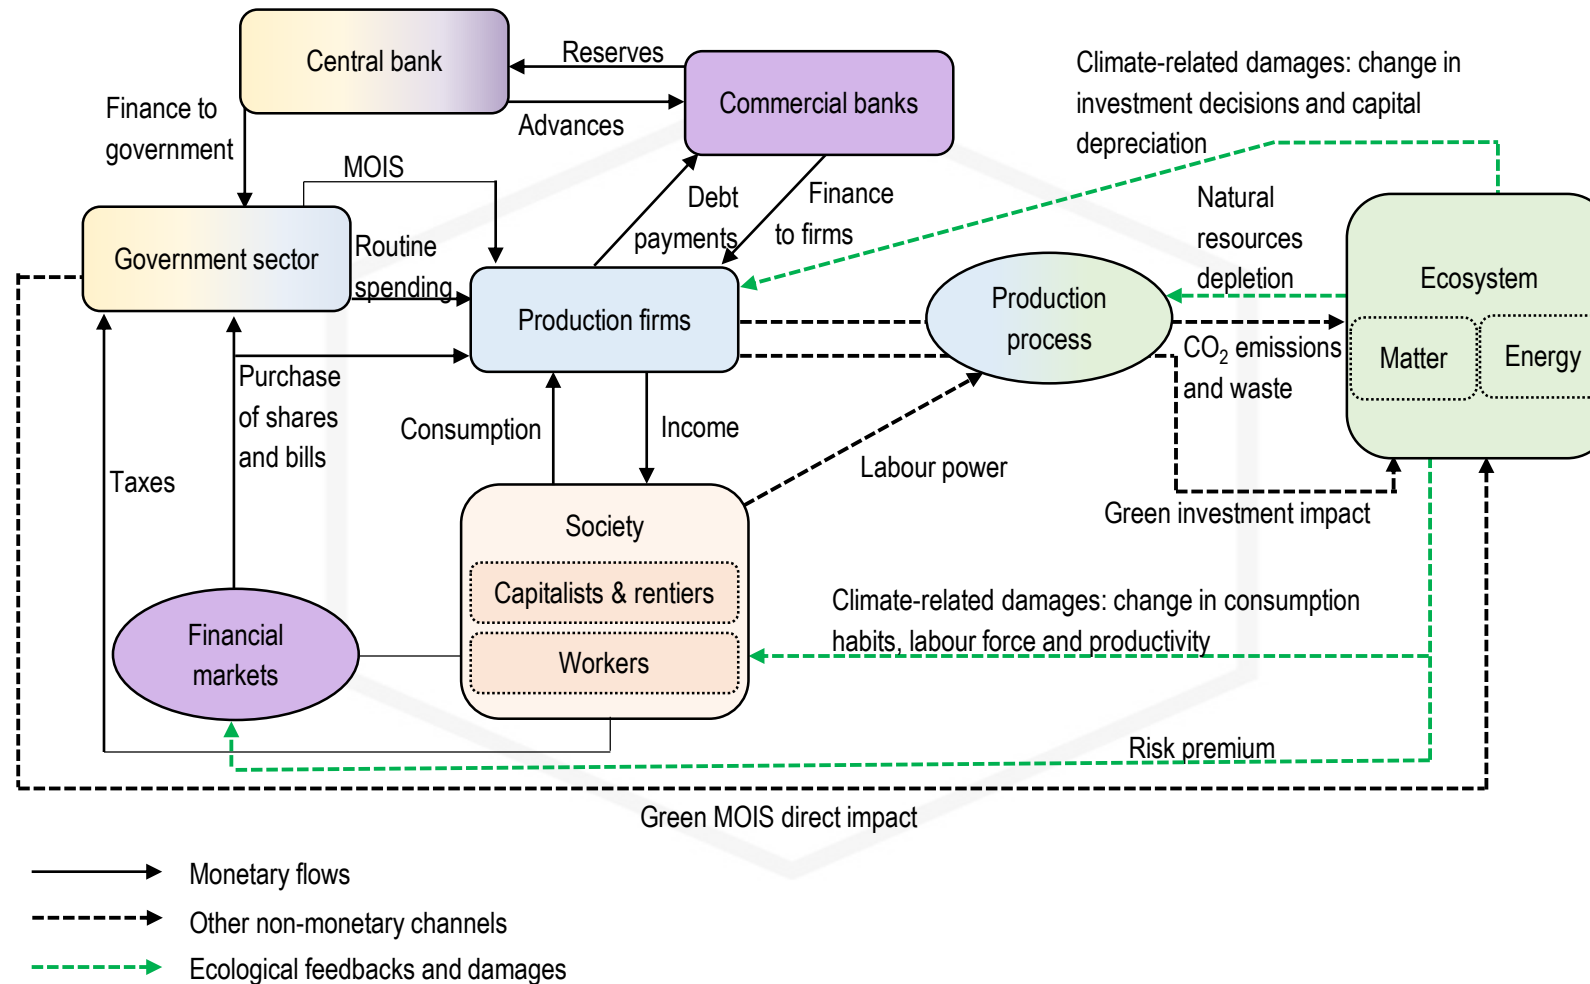 Central bank
Reserves
Commercial banks
Advances
Finance to
government
MOIS
Climate-related damages: change in
investment decisions and capital
depreciation
Debt
payments
Finance
to firms
Natural
resources
depletion
Government sector
Routine
spending
Production firms
Production
process
Ecosystem
Matter
Energy
CO₂ emissions
and waste
Purchase
of shares
and bills
Consumption
Income
Labour power
Taxes
Green investment impact
Society
Capitalists & rentiers
Workers
Financial
markets
Climate-related damages: change in consumption
habits, labour force and productivity
Risk premium
Green MOIS direct impact
Monetary flows
Other non-monetary channels
Ecological feedbacks and damages